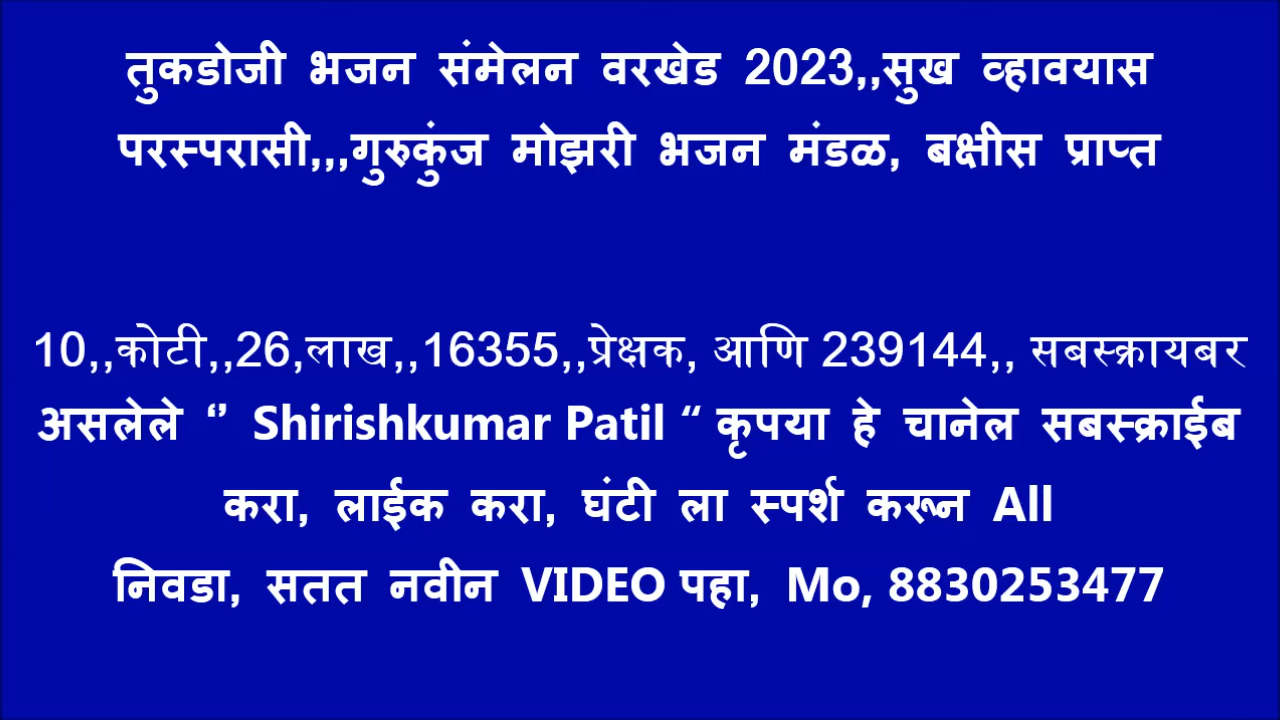 तुकडोजी भजन संमेलन वरखेड 2023,,सुख व्हावयास
परस्परासी,,,गुरुकुंज मोझरी भजन मंडळ, बक्षीस प्राप्त
10,,कोटी,,26,लाख,,16355,,प्रेक्षक, आणि 239144,, सबस्क्रायबर
असलेले ‘’ Shirishkumar Patil “ कृपया हे चानेल सबस्क्राईब
करा, लाईक करा, घंटी ला स्पर्श करून All
निवडा, सतत नवीन VIDEO पहा, Mo, 8830253477